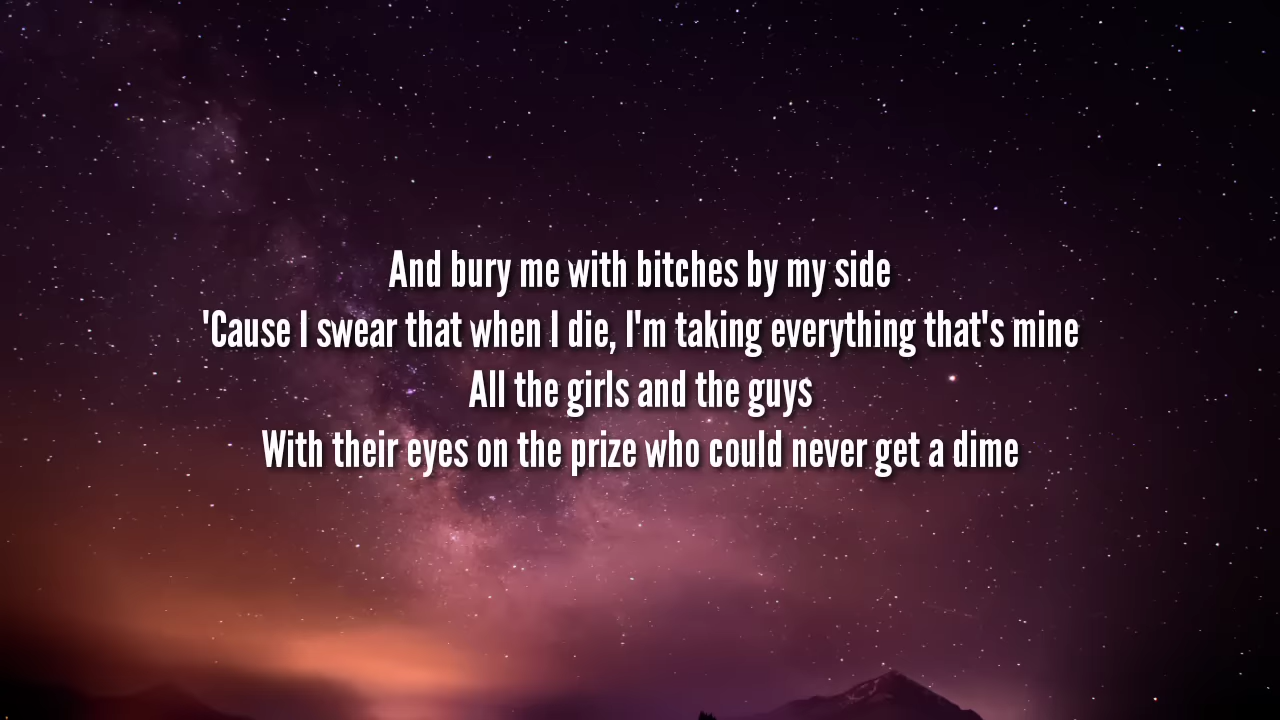 And bury me with bitches by my side
'Cause I swear that when I die, I'm taking everything that's mine
All the girls and the guys
With their eyes on the prize who could never get a dime